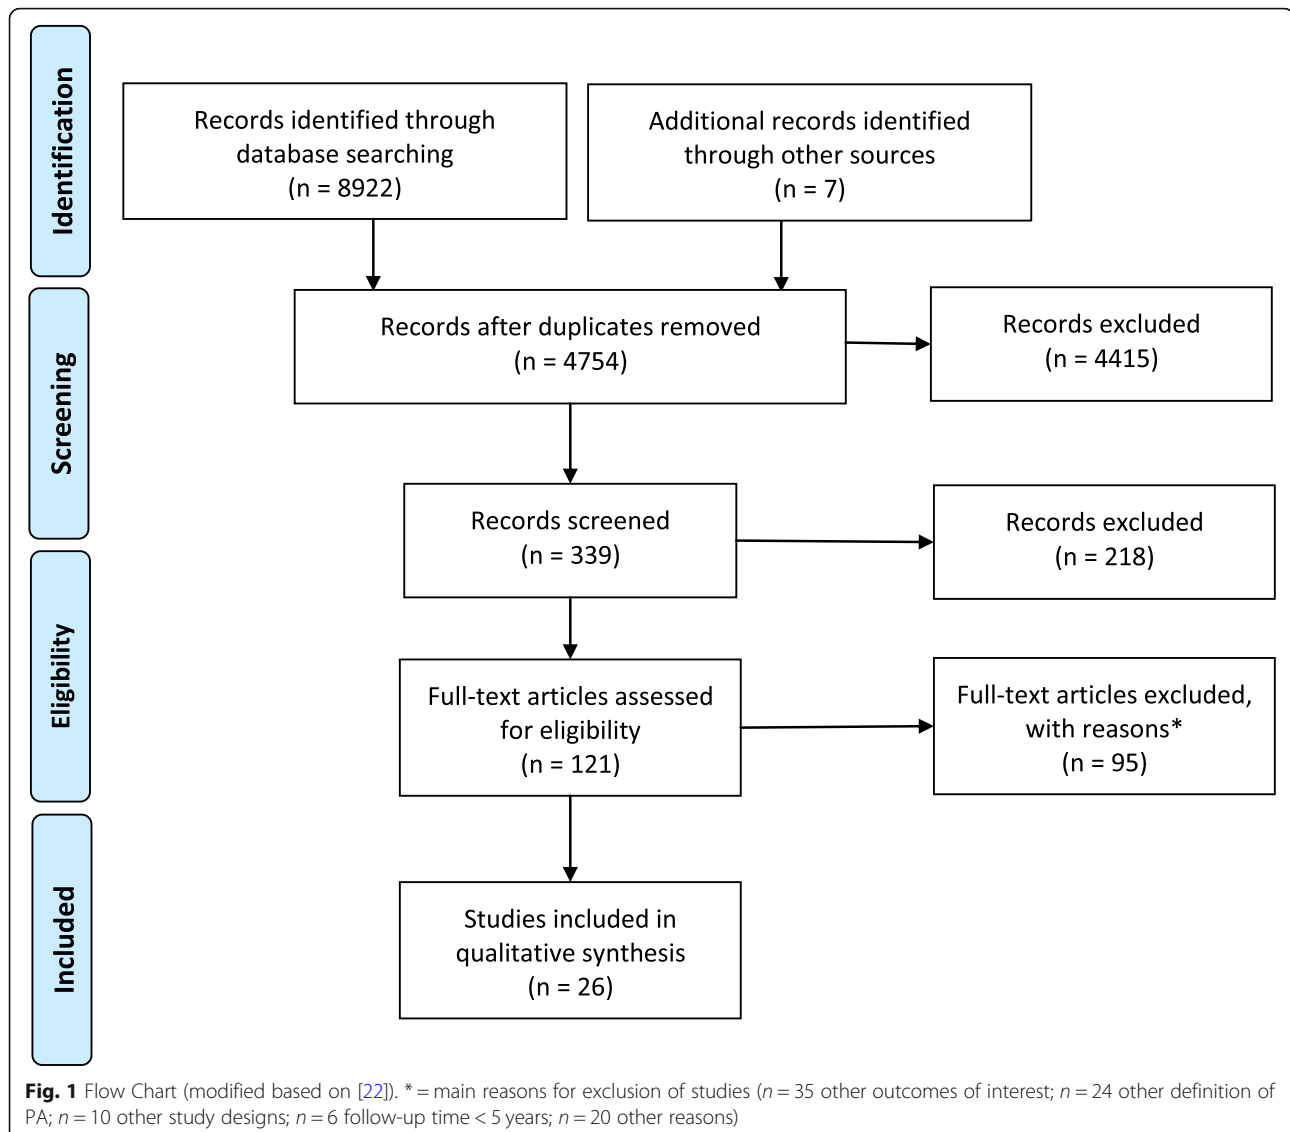 Identification
Records identified through
database searching
(n = 8922)
Additional records identified
through other sources
(n = 7)
Screening
Records after duplicates removed
(n = 4754)
Records excluded
(n = 4415)
Records screened
(n = 339)
Records excluded
(n = 218)
Eligibility
Full-text articles assessed
for eligibility
(n = 121)
Full-text articles excluded,
with reasons*
(n = 95)
Included
Studies included in
qualitative synthesis
(n = 26)
Fig. 1 Flow Chart (modified based on [22]). * = main reasons for exclusion of studies (n = 35 other outcomes of interest; n = 24 other definition of
PA; n = 10 other study designs; n = 6 follow-up time < 5 years; n = 20 other reasons)